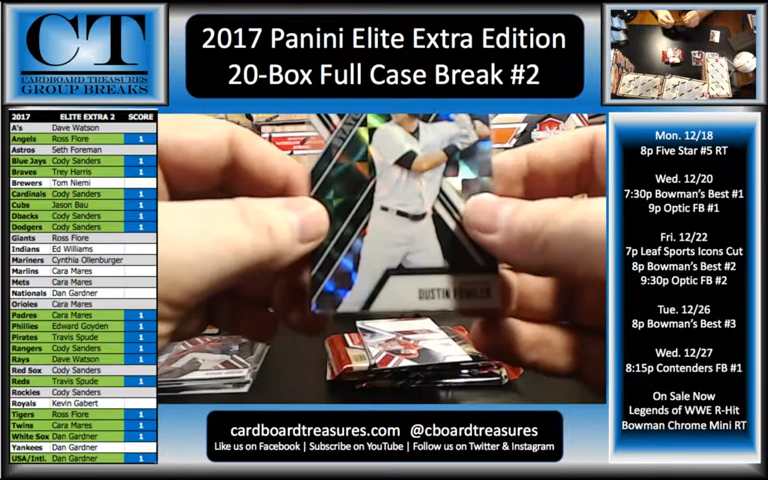 CT
CARDBOARD TREASURES
GROUP BREAKS
2017 Panini Elite Extra Edition
20-Box Full Case Break #2
2017 ELITE EXTRA 2 SCORE
A's Dave Watson
Angels Ross Flore 1
Astros Seth Foreman
Blue Jays Cody Sanders 1
Braves Trey Harris 1
Brewers Tom Niemi
Cardinals Cody Sanders 1
Cubs Jason Bau 1
Dbacks Cody Sanders 1
Dodgers Cody Sanders 1
Giants Ross Flore
Indians Ed Williams
Mariners Cynthia Ollenburger
Marlins Cara Mares
Mets Cara Mares
Nationals Dan Gardner
Orioles Cara Mares
Padres Cara Mares 1
Phillies Edward Goyden 1
Pirates Travis Spude 1
Rangers Cody Sanders 1
Rays Dave Watson 1
Red Sox Cody Sanders
Reds Travis Spude 1
Rockies Cody Sanders
Royals Kevin Gabert
Tigers Ross Flore 1
Twins Cara Mares 1
White Sox Dan Gardner 1
Yankees Dan Gardner
USA/Intl. Dan Gardner 1
DUSTIN FOWLER
cardboardtreasures.com @cboardtreasures
Like us on Facebook | Subscribe on YouTube | Follow us on Twitter & Instagram
Mon. 12/18
8p Five Star #5 RT
Wed. 12/20
7:30p Bowman's Best #1
9p Optic FB #1
Fri. 12/22
7p Leaf Sports Icons Cut
8p Bowman's Best #2
9:30p Optic FB #2
Tue. 12/26
8p Bowman's Best #3
Wed. 12/27
8:15p Contenders FB #1
On Sale Now
Legends of WWE R-Hit
Bowman Chrome Mini RT